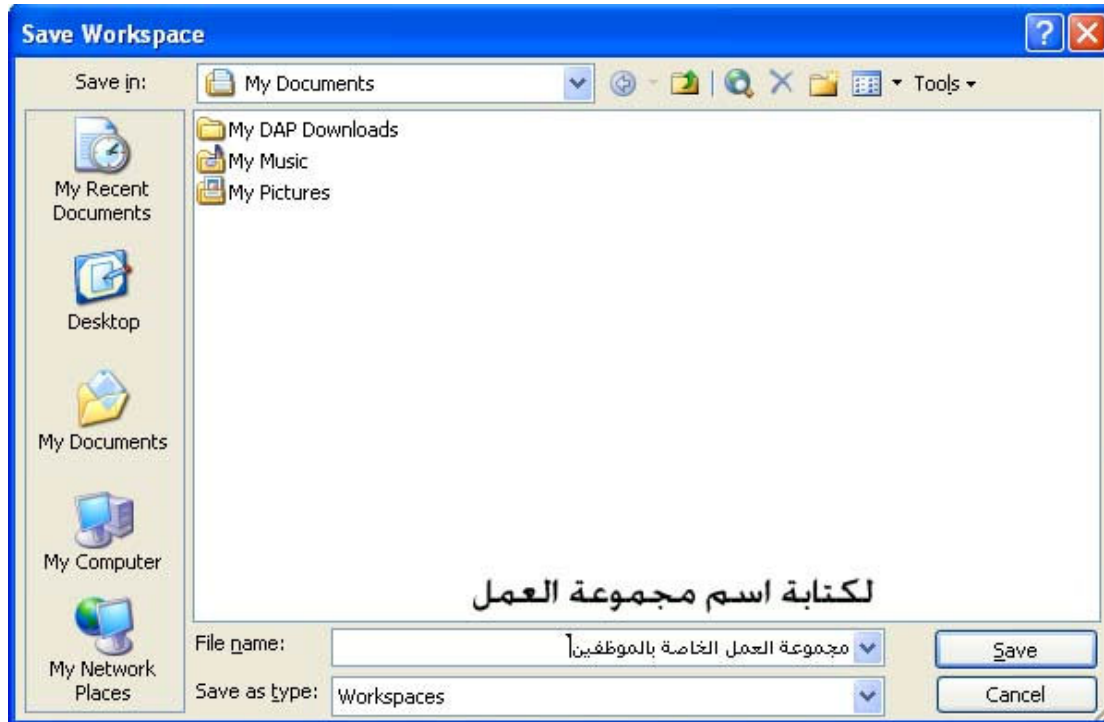 Save Workspace
Save in:
My Documents
Tools
My DAP Downloads
My Music
My Pictures
My Recent
Documents
Desktop
My Documents
My Computer
My Network
Places
لكتابة اسم مجموعة العمل
File name:
مجموعة العمل الخاصة بالموظفين
Save
Save as type:
Workspaces
Cancel